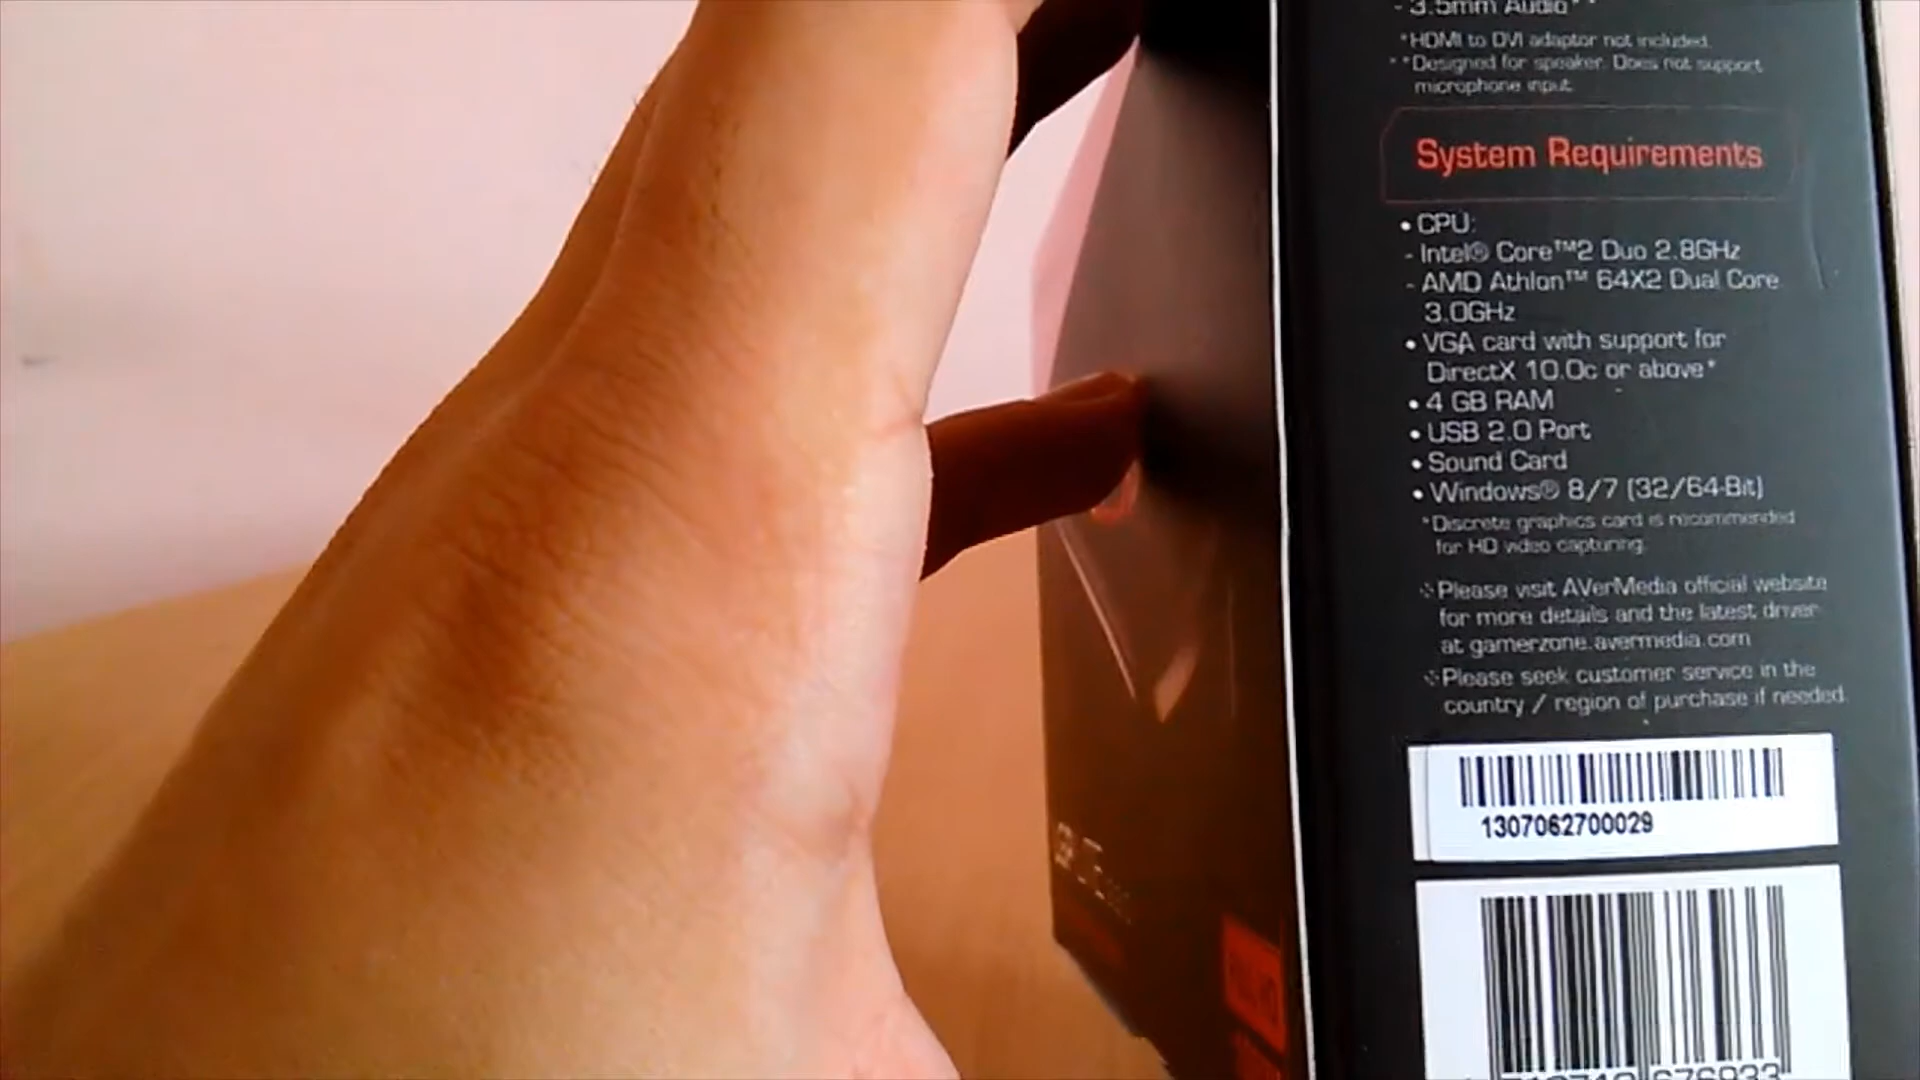 - 3.5mm Audio**
*HDMI to DVI adaptor not included.
**Designed for speaker. Does not support
microphone input.
System Requirements
• CPU:
- Intel® Core™2 Duo 2.8GHz
- AMD Athlon™ 64X2 Dual Core
3.0GHz
• VGA card with support for
DirectX 10.0c or above*
• 4 GB RAM
• USB 2.0 Port
• Sound Card
• Windows® 8/7 (32/64-Bit)
*Discrete graphics card is recommended
for HD video capturing.
※Please visit AVerMedia official website
for more details and the latest driver
at gamerzone.avermedia.com
※Please seek customer service in the
country / region of purchase if needed.
1307062700029